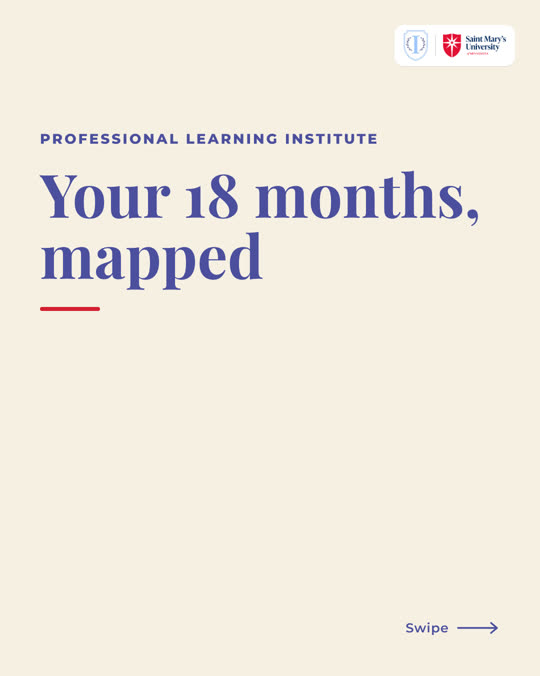 Saint Mary's
University
PROFESSIONAL LEARNING INSTITUTE
Your 18 months,
mapped
Swipe